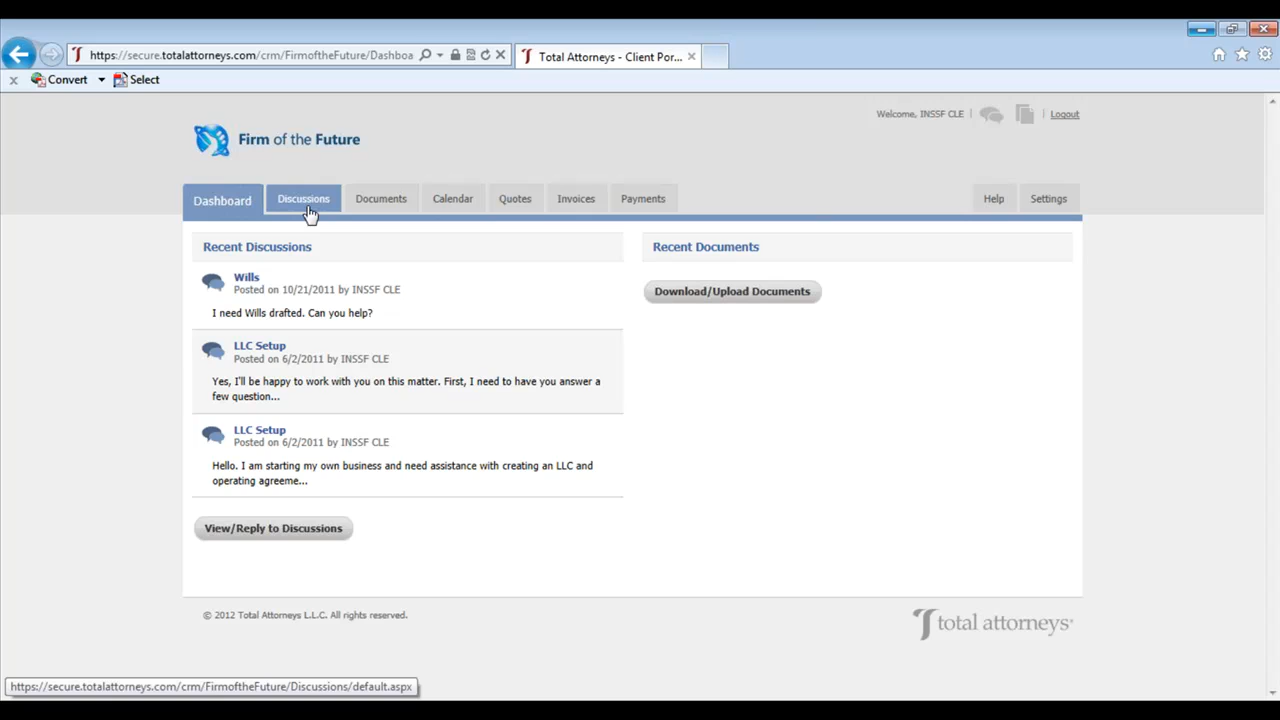 https://secure.totalattorneys.com/crm/FirmoftheFuture/Dashboa
Total Attorneys - Client Por...
Convert
Select
Welcome, INSSF CLE
Logout
Firm of the Future
Dashboard
Discussions
Documents
Calendar
Quotes
Invoices
Payments
Help
Settings
Recent Discussions
Wills
Posted on 10/21/2011 by INSSF CLE
I need Wills drafted. Can you help?
LLC Setup
Posted on 6/2/2011 by INSSF CLE
Yes, I'll be happy to work with you on this matter. First, I need to have you answer a
few question...
LLC Setup
Posted on 6/2/2011 by INSSF CLE
Hello. I am starting my own business and need assistance with creating an LLC and
operating agreeme...
View/Reply to Discussions
Recent Documents
Download/Upload Documents
© 2012 Total Attorneys L.L.C. All rights reserved.
total attorneys
https://secure.totalattorneys.com/crm/FirmoftheFuture/Discussions/default.aspx